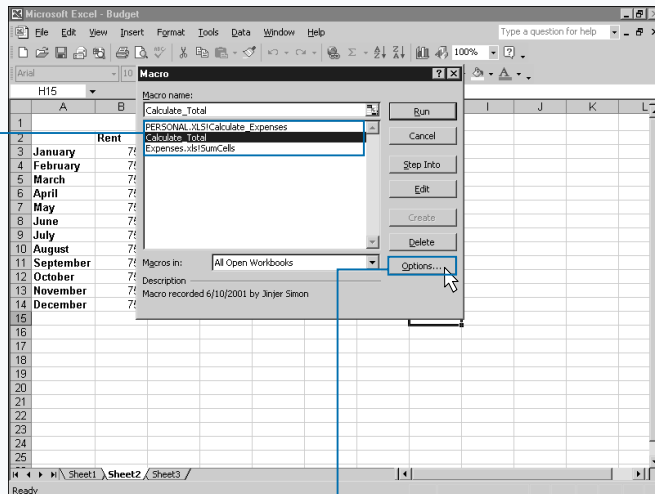 Microsoft Excel - Budget
File Edit View Insert Format Tools Data Window Help
Type a question for help
100%
Arial
10
H15
Macro
Macro name:
Calculate_Total
PERSONAL.XLS!Calculate_Expenses
Calculate_Total
Expenses.xls!SumCells
Run
Cancel
Step Into
Edit
Create
Delete
Options...
Macros in:
All Open Workbooks
Description
Macro recorded 6/10/2001 by Jinjer Simon
A B I J K L
1
2 Rent
3 January
4 February
5 March
6 April
7 May
8 June
9 July
10 August
11 September
12 October
13 November
14 December
15
16
17
18
19
20
21
22
23
24
25
Sheet1 Sheet2 Sheet3
Ready